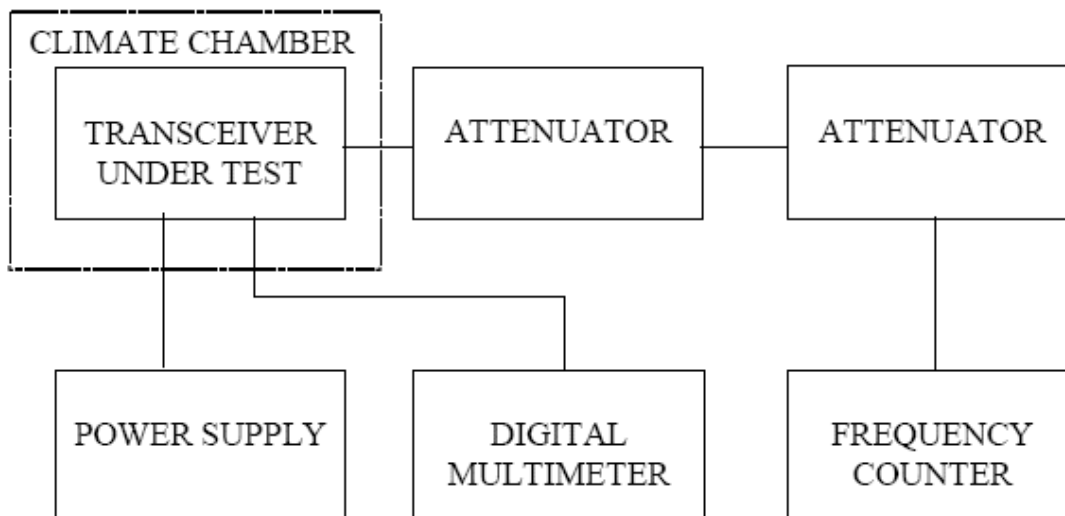 CLIMATE CHAMBER
TRANSCEIVER
UNDER TEST
ATTENUATOR
ATTENUATOR
POWER SUPPLY
DIGITAL
MULTIMETER
FREQUENCY
COUNTER